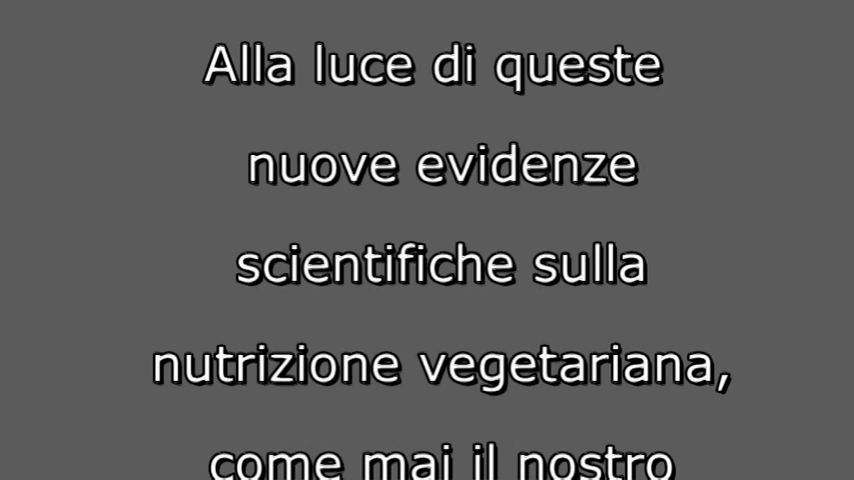 Alla luce di queste
nuove evidenze
scientifiche sulla
nutrizione vegetariana,
come mai il nostro